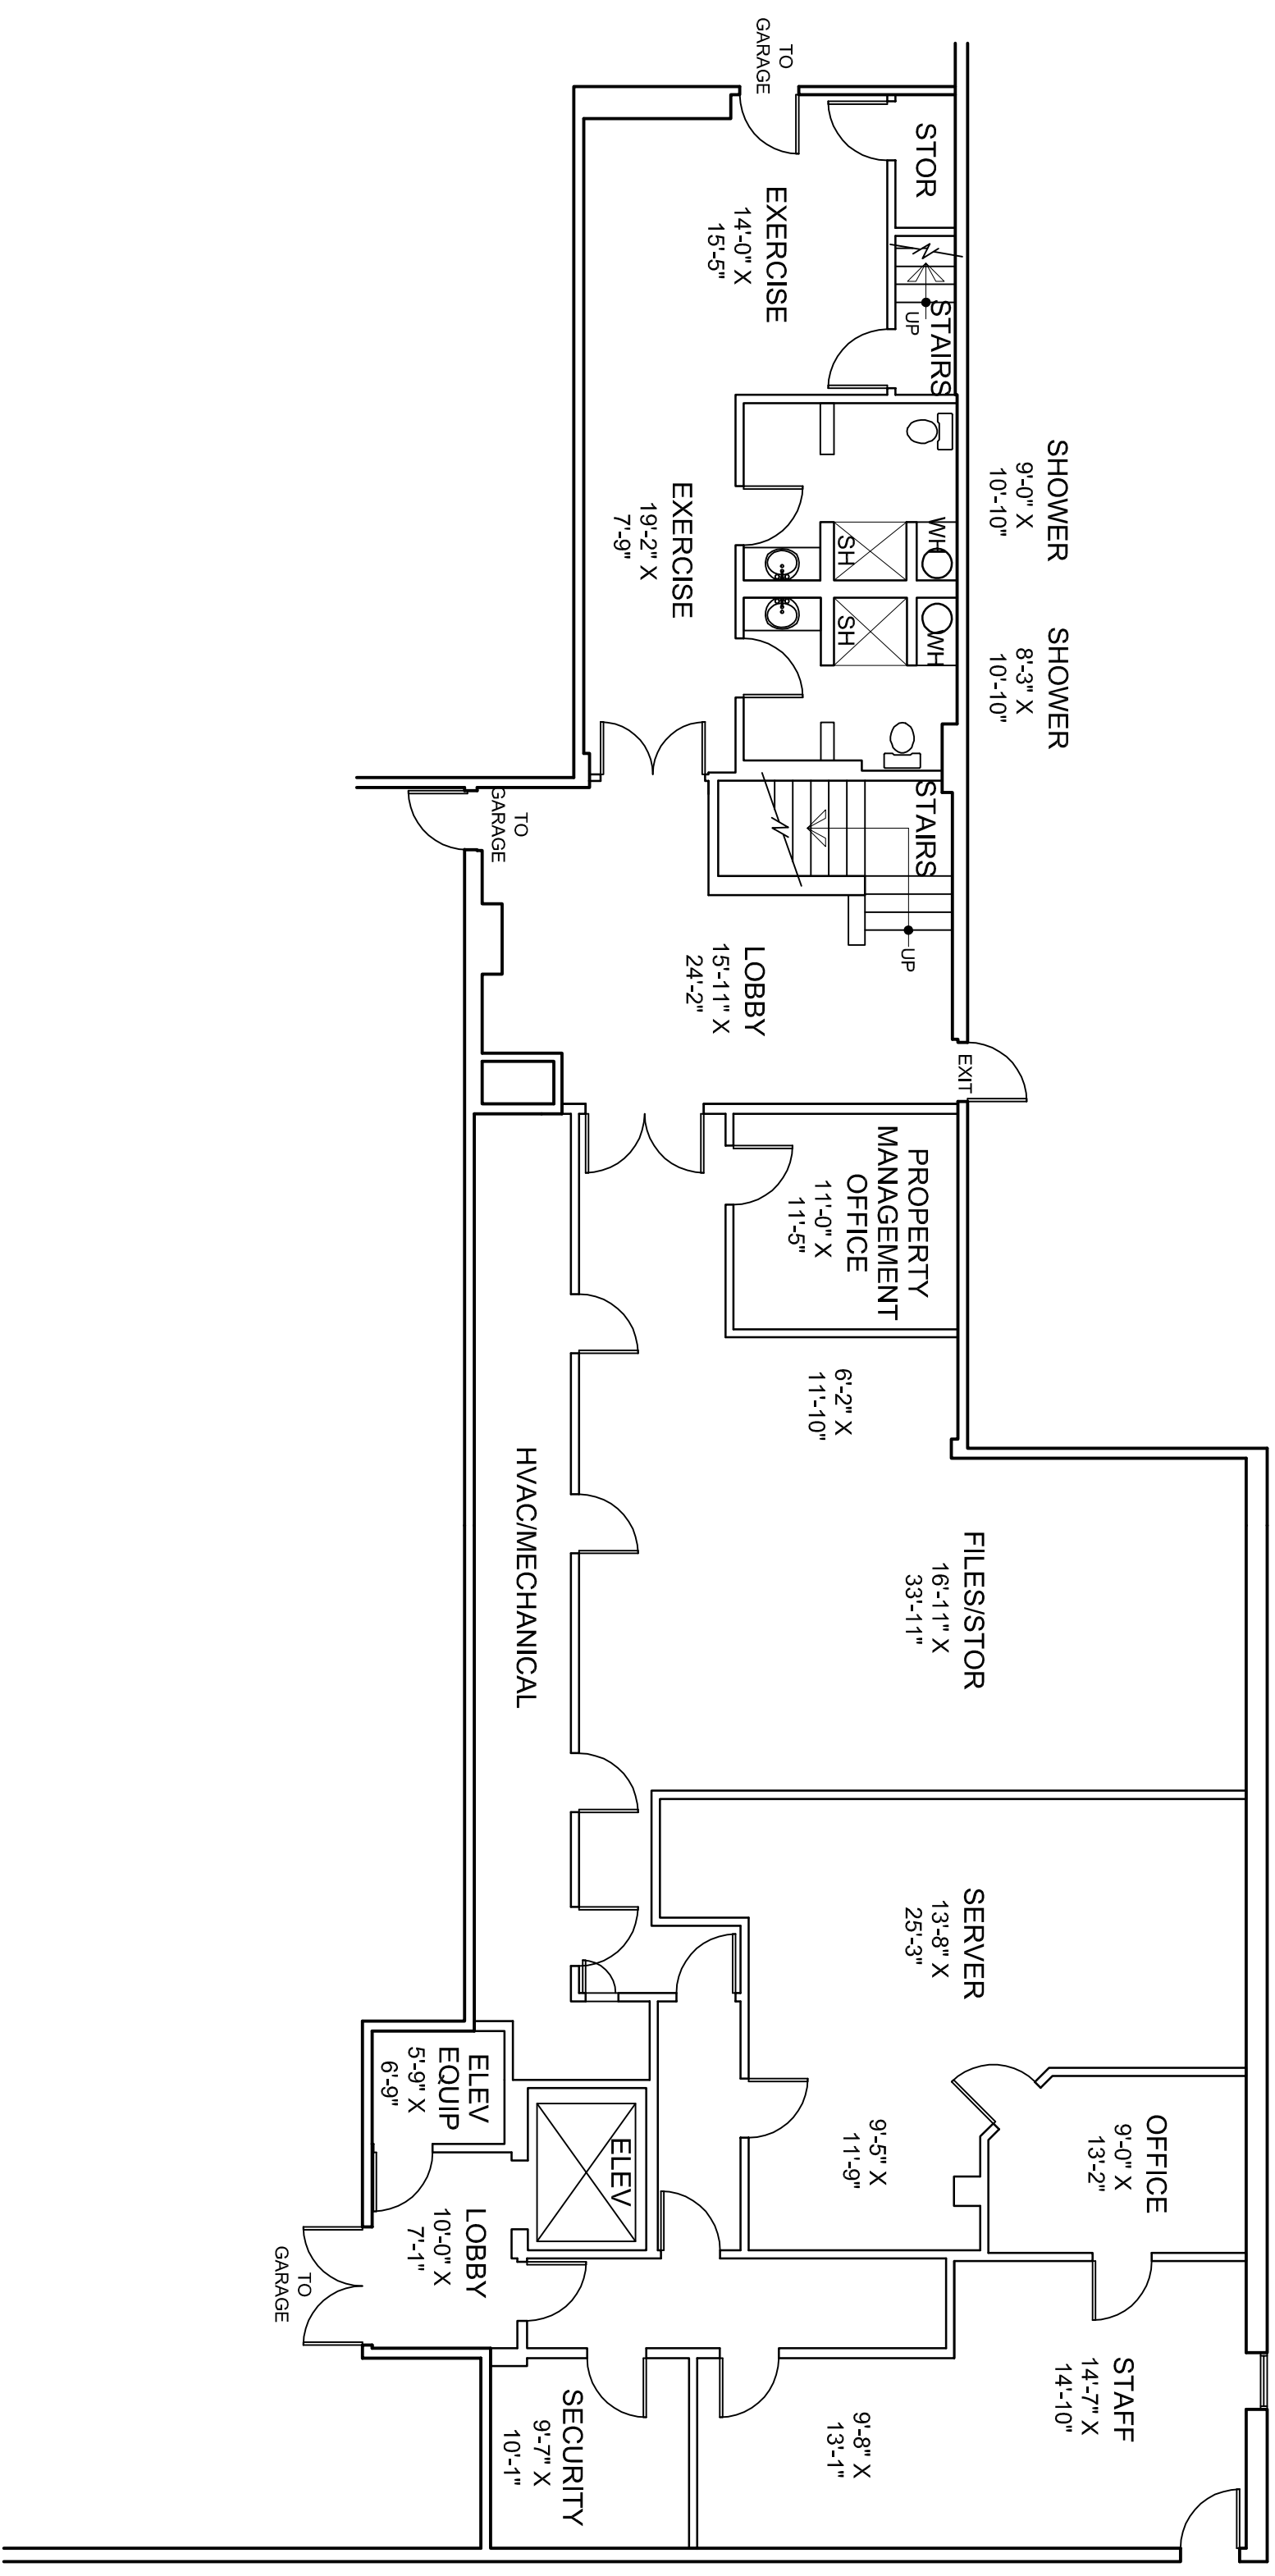 TO
GARAGE
STOR
EXERCISE
14'-0" X
15'-5"
STAIRS
UP
SHOWER
9'-0" X
10'-10"
SHOWER
8'-3" X
10'-10"
WH
SH
WH
SH
EXERCISE
19'-2" X
7'-9"
STAIRS
UP
TO
GARAGE
LOBBY
15'-11" X
24'-2"
EXIT
PROPERTY
MANAGEMENT
OFFICE
11'-0" X
11'-5"
6'-2" X
11'-10"
HVAC/MECHANICAL
FILES/STOR
16'-11" X
33'-11"
SERVER
13'-8" X
25'-3"
ELEV
EQUIP
5'-9" X
6'-9"
ELEV
9'-5" X
11'-9"
OFFICE
9'-0" X
13'-2"
LOBBY
10'-0" X
7'-1"
TO
GARAGE
STAFF
14'-7" X
14'-10"
9'-8" X
13'-1"
SECURITY
9'-7" X
10'-1"